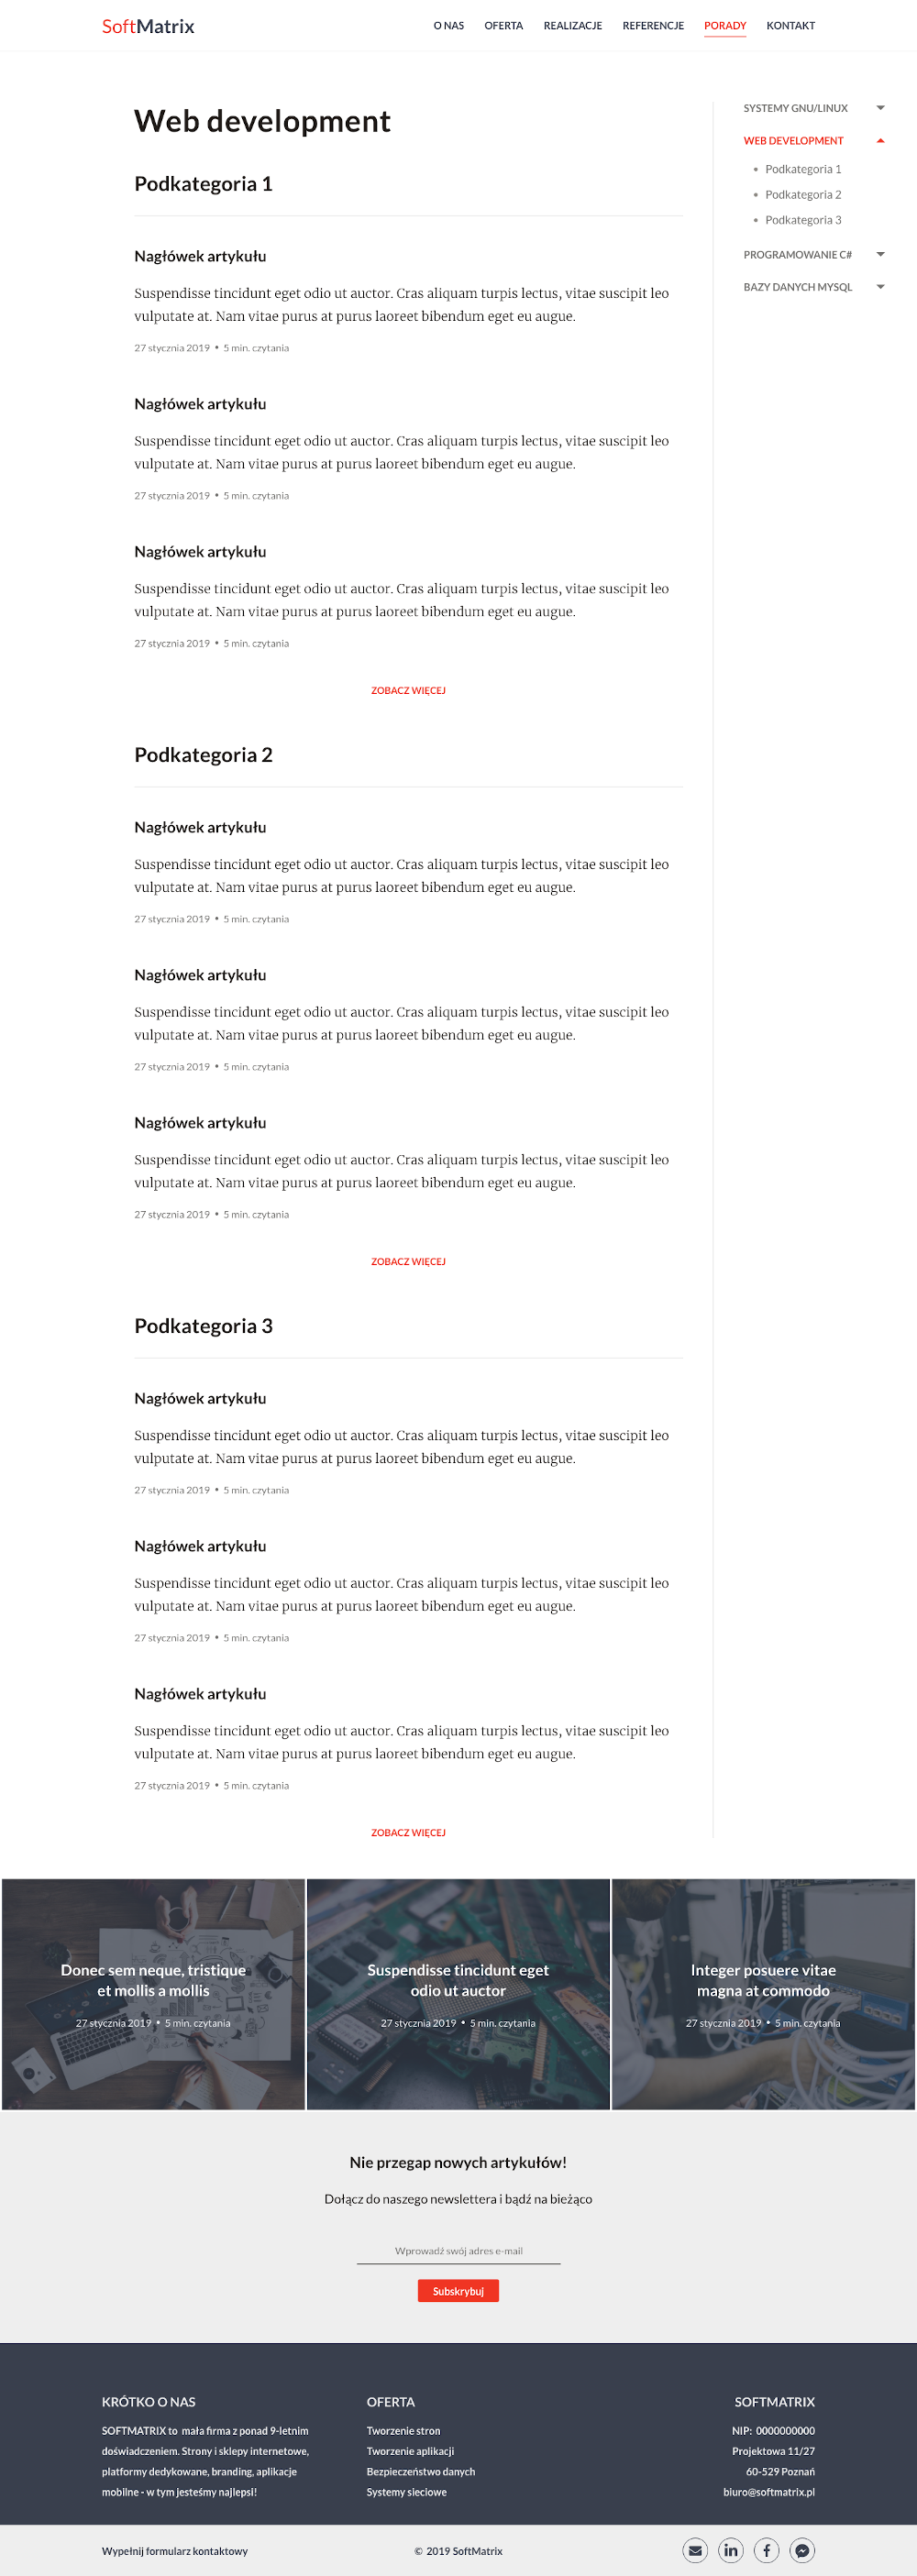 SoftMatrix
O NAS OFERTA REALIZACJE REFERENCJE PORADY KONTAKT
Web development
Podkategoria 1
Nagłówek artykułu
Suspendisse tincidunt eget odio ut auctor. Cras aliquam turpis lectus, vitae suscipit leo
vulputate at. Nam vitae purus at purus laoreet bibendum eget eu augue.
27 stycznia 2019 • 5 min. czytania
Nagłówek artykułu
Suspendisse tincidunt eget odio ut auctor. Cras aliquam turpis lectus, vitae suscipit leo
vulputate at. Nam vitae purus at purus laoreet bibendum eget eu augue.
27 stycznia 2019 • 5 min. czytania
Nagłówek artykułu
Suspendisse tincidunt eget odio ut auctor. Cras aliquam turpis lectus, vitae suscipit leo
vulputate at. Nam vitae purus at purus laoreet bibendum eget eu augue.
27 stycznia 2019 • 5 min. czytania
ZOBACZ WIĘCEJ
Podkategoria 2
Nagłówek artykułu
Suspendisse tincidunt eget odio ut auctor. Cras aliquam turpis lectus, vitae suscipit leo
vulputate at. Nam vitae purus at purus laoreet bibendum eget eu augue.
27 stycznia 2019 • 5 min. czytania
Nagłówek artykułu
Suspendisse tincidunt eget odio ut auctor. Cras aliquam turpis lectus, vitae suscipit leo
vulputate at. Nam vitae purus at purus laoreet bibendum eget eu augue.
27 stycznia 2019 • 5 min. czytania
Nagłówek artykułu
Suspendisse tincidunt eget odio ut auctor. Cras aliquam turpis lectus, vitae suscipit leo
vulputate at. Nam vitae purus at purus laoreet bibendum eget eu augue.
27 stycznia 2019 • 5 min. czytania
ZOBACZ WIĘCEJ
Podkategoria 3
Nagłówek artykułu
Suspendisse tincidunt eget odio ut auctor. Cras aliquam turpis lectus, vitae suscipit leo
vulputate at. Nam vitae purus at purus laoreet bibendum eget eu augue.
27 stycznia 2019 • 5 min. czytania
Nagłówek artykułu
Suspendisse tincidunt eget odio ut auctor. Cras aliquam turpis lectus, vitae suscipit leo
vulputate at. Nam vitae purus at purus laoreet bibendum eget eu augue.
27 stycznia 2019 • 5 min. czytania
Nagłówek artykułu
Suspendisse tincidunt eget odio ut auctor. Cras aliquam turpis lectus, vitae suscipit leo
vulputate at. Nam vitae purus at purus laoreet bibendum eget eu augue.
27 stycznia 2019 • 5 min. czytania
ZOBACZ WIĘCEJ
SYSTEMY GNU/LINUX
WEB DEVELOPMENT
• Podkategoria 1
• Podkategoria 2
• Podkategoria 3
PROGRAMOWANIE C#
BAZY DANYCH MYSQL
Donec sem neque, tristique
et mollis a mollis
27 stycznia 2019 • 5 min. czytania
Suspendisse tincidunt eget
odio ut auctor
27 stycznia 2019 • 5 min. czytania
Integer posuere vitae
magna at commodo
27 stycznia 2019 • 5 min. czytania
Nie przegap nowych artykułów!
Dołącz do naszego newslettera i bądź na bieżąco
Wprowadź swój adres e-mail
Subskrybuj
KRÓTKO O NAS
SOFTMATRIX to mała firma z ponad 9-letnim
doświadczeniem. Strony i sklepy internetowe,
platformy dedykowane, branding, aplikacje
mobilne - w tym jesteśmy najlepsi!
OFERTA
Tworzenie stron
Tworzenie aplikacji
Bezpieczeństwo danych
Systemy sieciowe
SOFTMATRIX
NIP: 0000000000
Projektowa 11/27
60-529 Poznań
biuro@softmatrix.pl
Wypełnij formularz kontaktowy
© 2019 SoftMatrix
in f